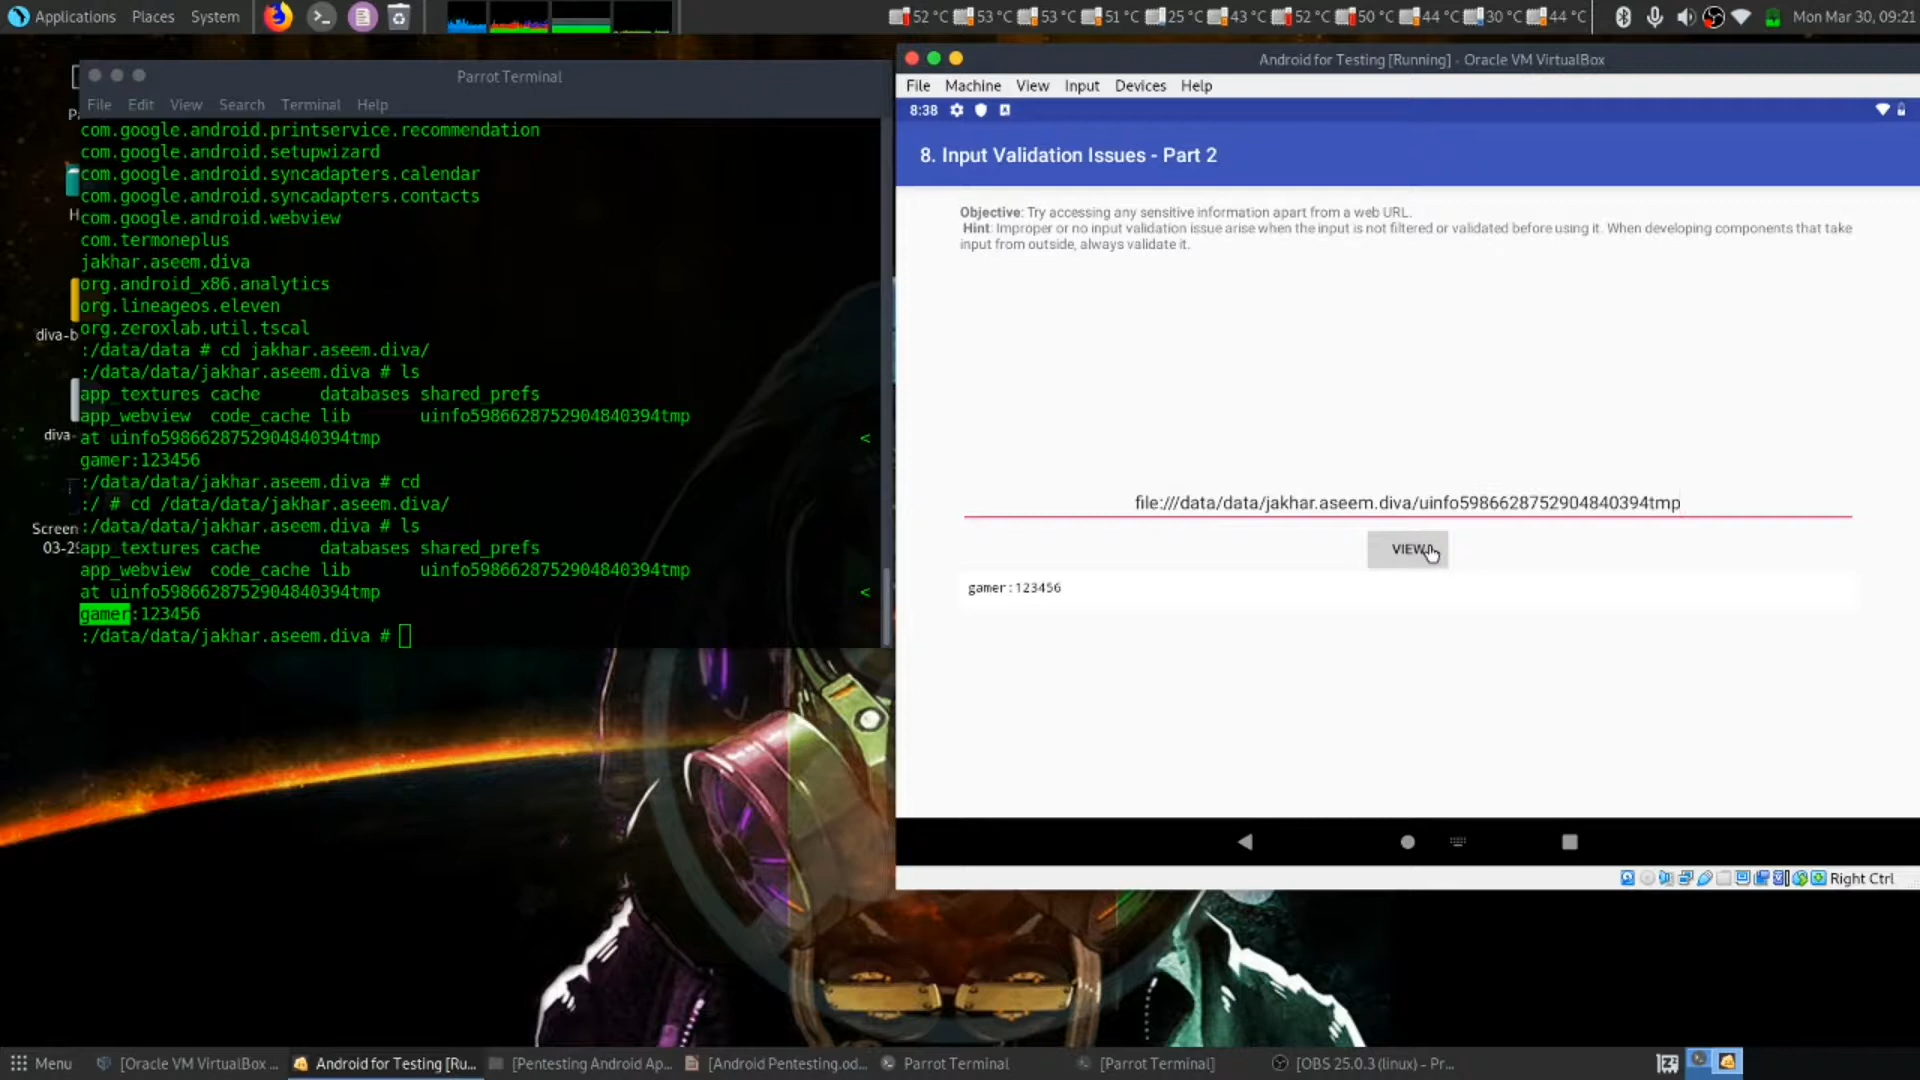 Applications Places System
52 °C 53 °C 53 °C 51 °C 25 °C 43 °C 52 °C 50 °C 44 °C 30 °C 44 °C Mon Mar 30, 09:21
Parrot Terminal
File Edit View Search Terminal Help
com.google.android.printservice.recommendation
com.google.android.setupwizard
com.google.android.syncadapters.calendar
com.google.android.syncadapters.contacts
com.google.android.webview
com.termoneplus
jakhar.aseem.diva
org.android_x86.analytics
org.lineageos.eleven
org.zeroxlab.util.tscal
:/data/data # cd jakhar.aseem.diva/
:/data/data/jakhar.aseem.diva # ls
app_textures cache databases shared_prefs
app_webview code_cache lib uinfo5986628752904840394tmp
at uinfo5986628752904840394tmp <
gamer:123456
:/data/data/jakhar.aseem.diva # cd
:/ # cd /data/data/jakhar.aseem.diva/
:/data/data/jakhar.aseem.diva # ls
app_textures cache databases shared_prefs
app_webview code_cache lib uinfo5986628752904840394tmp
at uinfo5986628752904840394tmp <
gamer:123456
:/data/data/jakhar.aseem.diva #
diva-b
diva-
Screen
03-29
Android for Testing [Running] - Oracle VM VirtualBox
File Machine View Input Devices Help
8:38
8. Input Validation Issues - Part 2
Objective: Try accessing any sensitive information apart from a web URL.
Hint: Improper or no input validation issue arise when the input is not filtered or validated before using it. When developing components that take
input from outside, always validate it.
file:///data/data/jakhar.aseem.diva/uinfo5986628752904840394tmp
VIEW
gamer:123456
Right Ctrl
Menu [Oracle VM VirtualBox ... Android for Testing [Ru... [Pentesting Android Ap... [Android Pentesting.od... Parrot Terminal [Parrot Terminal] [OBS 25.0.3 (linux) - Pr...